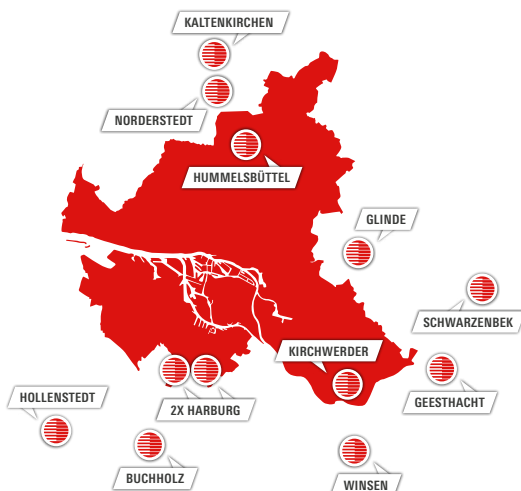 KALTENKIRCHEN
NORDERSTEDT
HUMMELSBÜTTEL
GLINDE
SCHWARZENBEK
KIRCHWERDER
HOLLENSTEDT
2X HARBURG
GEESTHACHT
BUCHHOLZ
WINSEN